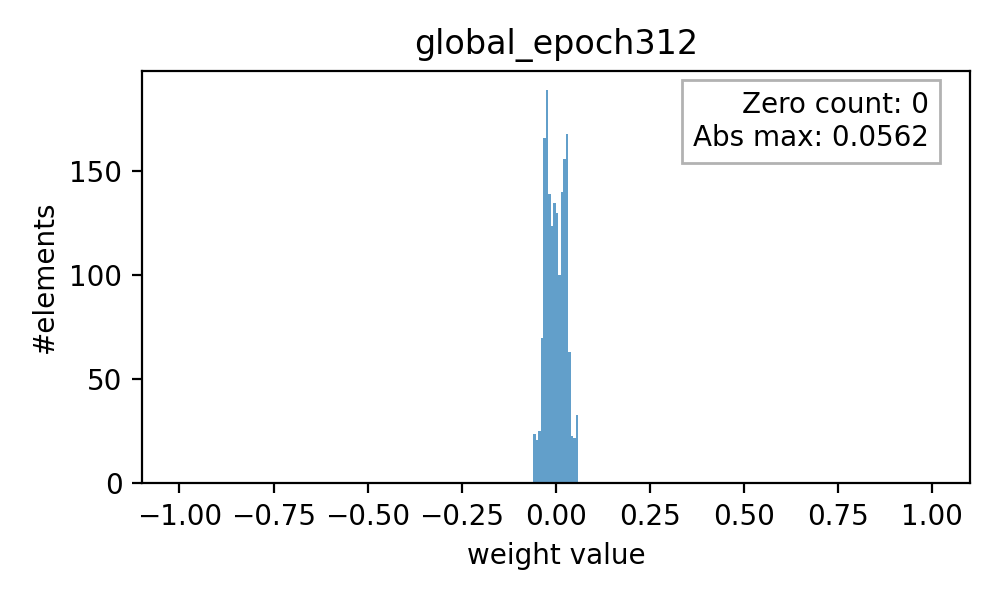 global_epoch312
Zero count: 0
Abs max: 0.0562
#elements
150
100
50
0
−1.00 −0.75 −0.50 −0.25 0.00 0.25 0.50 0.75 1.00
weight value